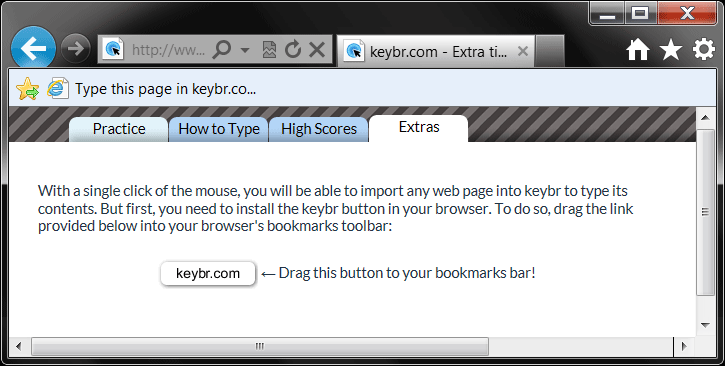 http://ww...
keybr.com - Extra ti...
Type this page in keybr.co...
Practice
How to Type
High Scores
Extras
With a single click of the mouse, you will be able to import any web page into keybr to type its
contents. But first, you need to install the keybr button in your browser. To do so, drag the link
provided below into your browser's bookmarks toolbar:
keybr.com ← Drag this button to your bookmarks bar!